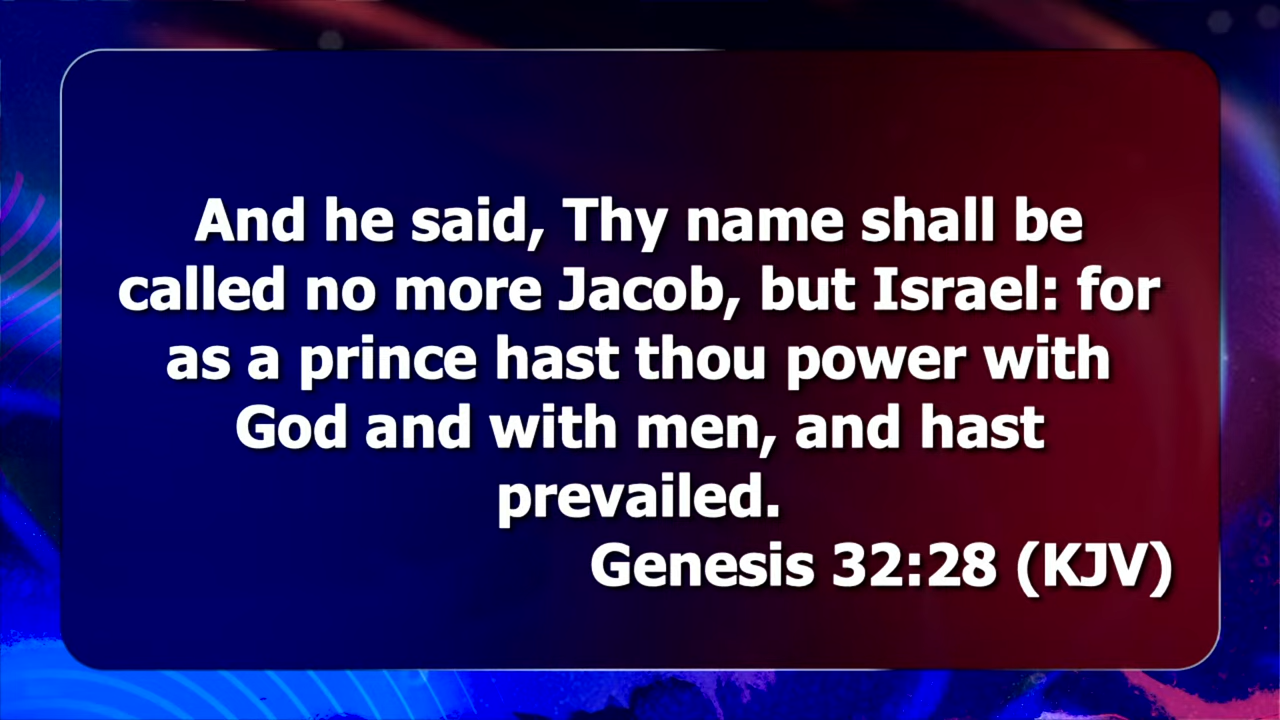 And he said, Thy name shall be
called no more Jacob, but Israel: for
as a prince hast thou power with
God and with men, and hast
prevailed.
Genesis 32:28 (KJV)